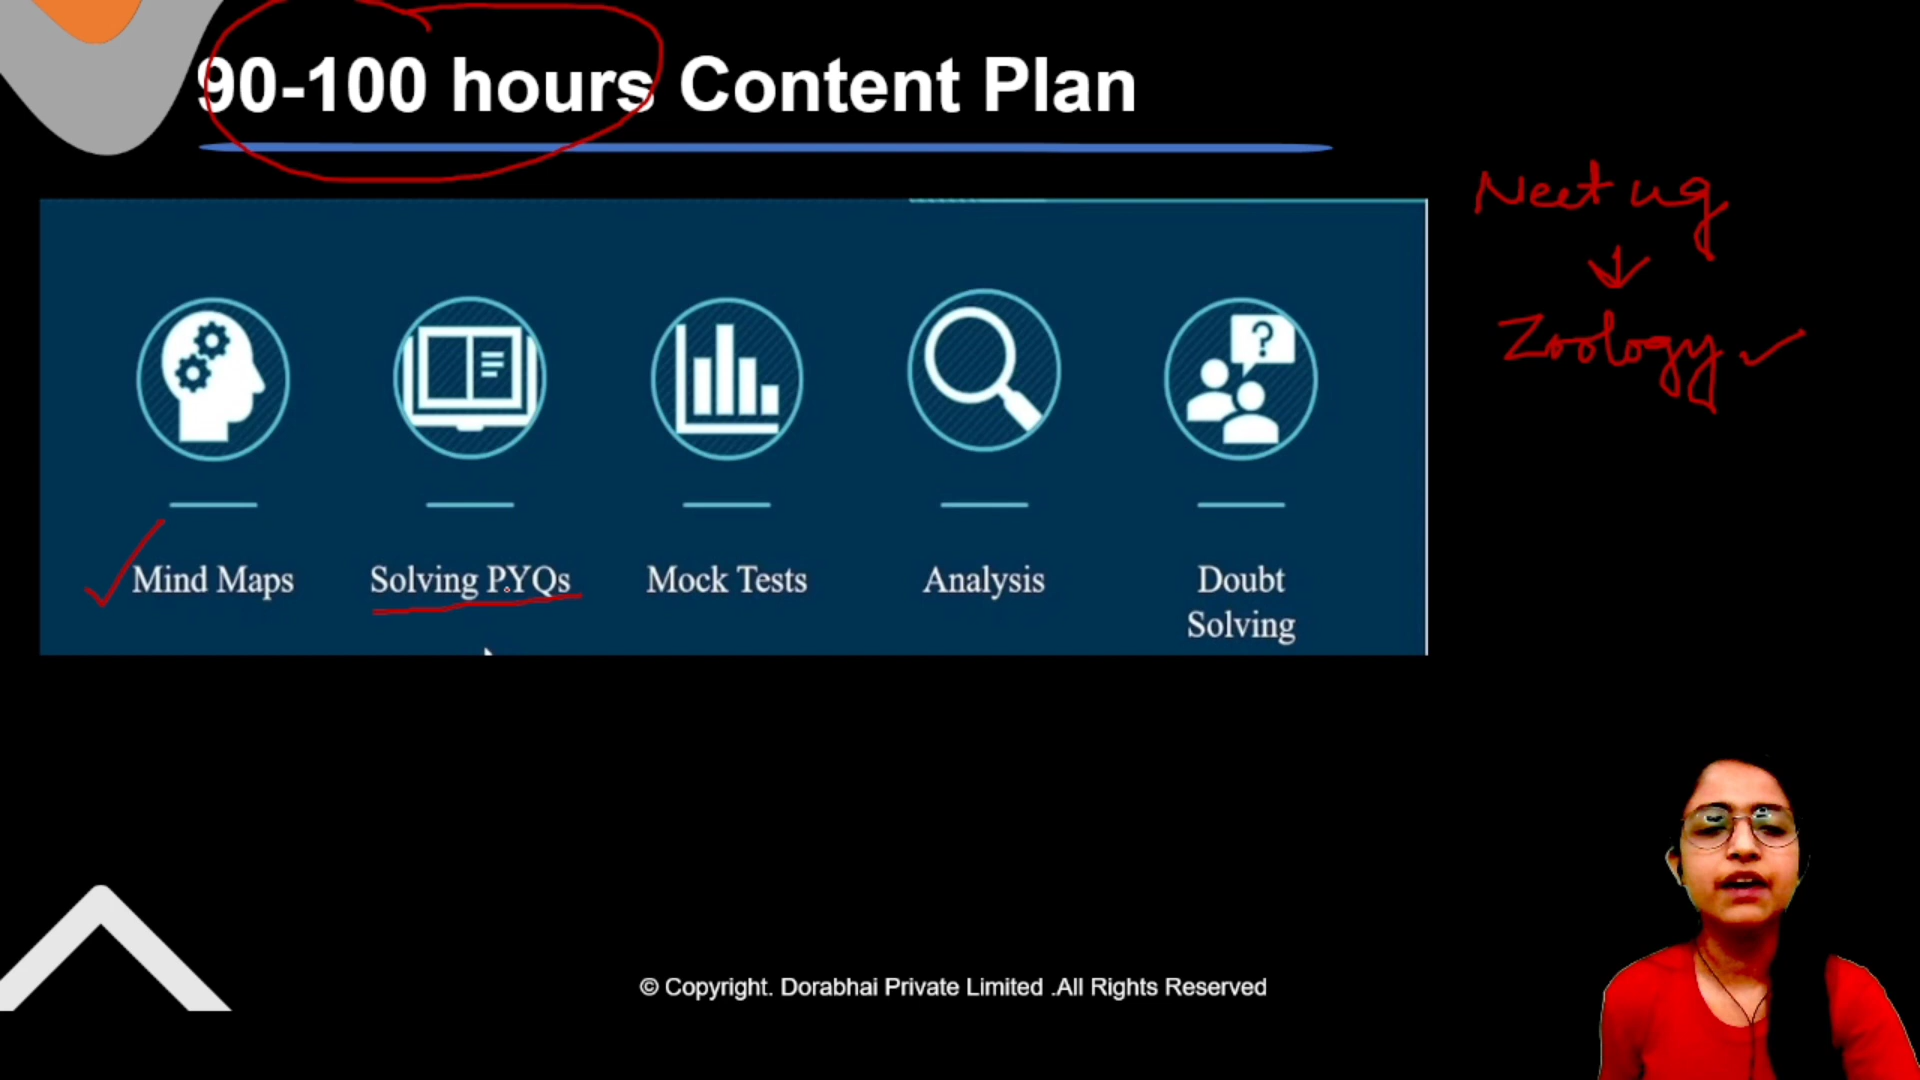 90-100 hours Content Plan
Neet ug
Zoology
?
Mind Maps
Solving PYQs
Mock Tests
Analysis
Doubt
Solving
© Copyright. Dorabhai Private Limited .All Rights Reserved